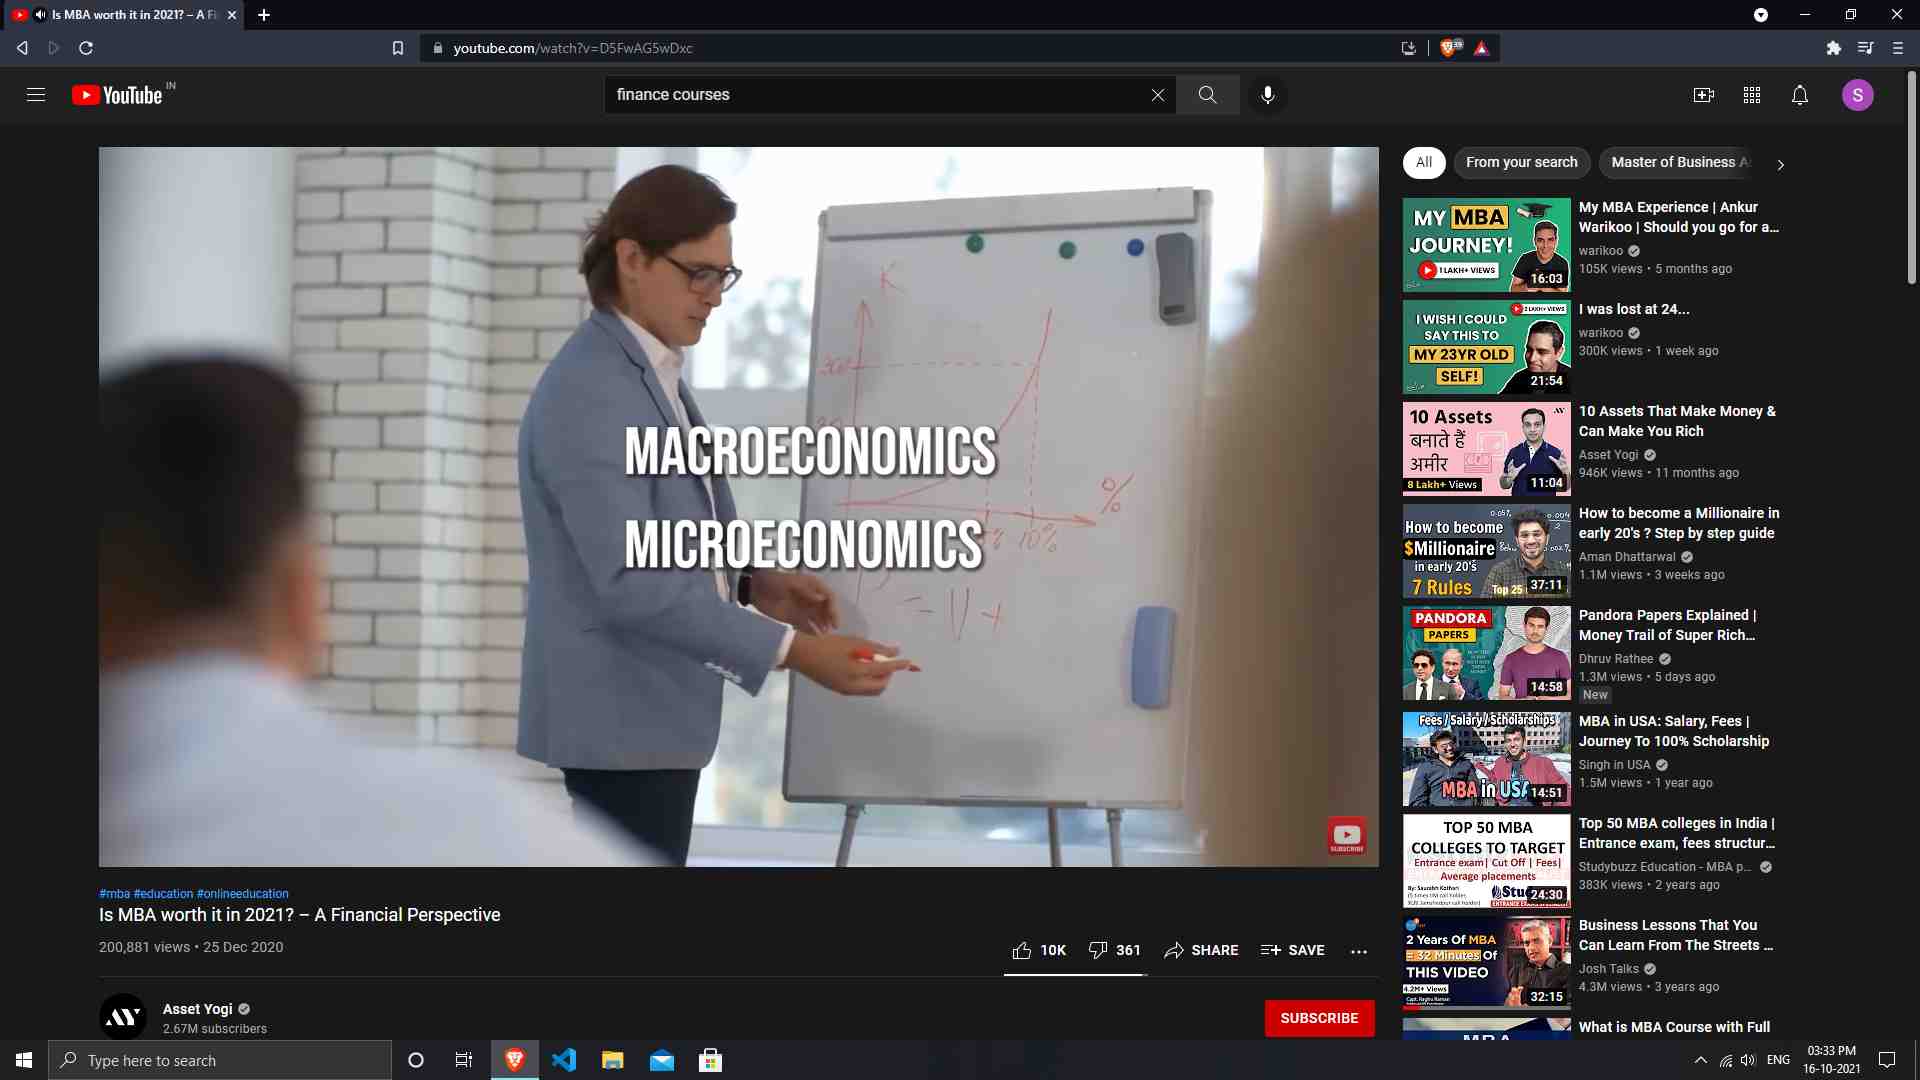 Is MBA worth it in 2021? – A Fi
youtube.com/watch?v=D5FwAG5wDxc
39
YouTube IN
finance courses
S
MACROECONOMICS
MICROECONOMICS
K
%
10%
SUBSCRIBE
#mba #education #onlineeducation
Is MBA worth it in 2021? – A Financial Perspective
200,881 views • 25 Dec 2020
10K
361
SHARE
SAVE
Asset Yogi
2.67M subscribers
SUBSCRIBE
All
From your search
Master of Business A
MY MBA
JOURNEY!
1 LAKH+ VIEWS
16:03
My MBA Experience | Ankur
Warikoo | Should you go for a...
warikoo
105K views • 5 months ago
I WISH I COULD
SAY THIS TO
MY 23YR OLD
SELF!
21:54
I was lost at 24...
warikoo
300K views • 1 week ago
10 Assets
बनाते हैं
अमीर
8 Lakh+ Views
11:04
10 Assets That Make Money &
Can Make You Rich
Asset Yogi
946K views • 11 months ago
How to become
$Millionaire
in early 20's
7 Rules
Top 25
37:11
How to become a Millionaire in
early 20's ? Step by step guide
Aman Dhattarwal
1.1M views • 3 weeks ago
PANDORA
PAPERS
14:58
Pandora Papers Explained |
Money Trail of Super Rich...
Dhruv Rathee
1.3M views • 5 days ago
New
Fees / Salary / Scholarships
MBA in USA
14:51
MBA in USA: Salary, Fees |
Journey To 100% Scholarship
Singh in USA
1.5M views • 1 year ago
TOP 50 MBA
COLLEGES TO TARGET
Entrance exam| Cut Off | Fees|
Average placements
By: Saurabh Kothari
24:30
Top 50 MBA colleges in India |
Entrance exam, fees structur...
Studybuzz Education - MBA p...
383K views • 2 years ago
2 Years Of MBA
= 32 Minutes Of
THIS VIDEO
4.2M+ Views
Capt. Raghu Raman
32:15
Business Lessons That You
Can Learn From The Streets ...
Josh Talks
4.3M views • 3 years ago
MBA
What is MBA Course with Full
Type here to search
ENG
03:33 PM
16-10-2021